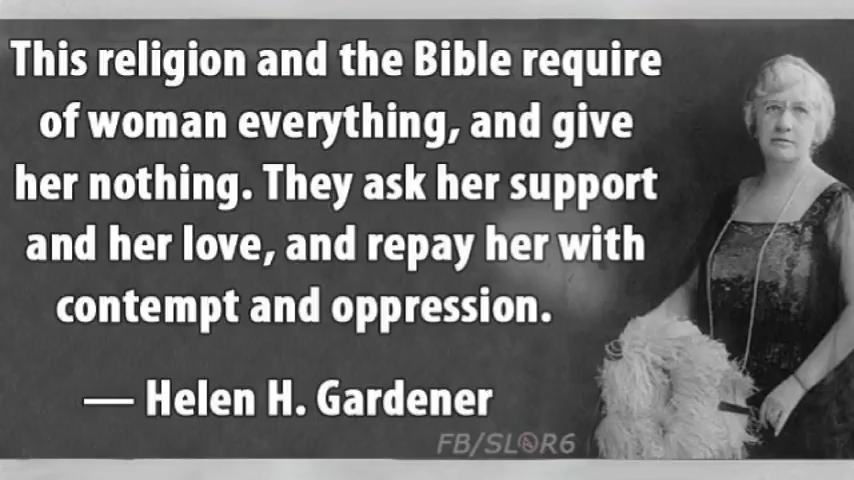 This religion and the Bible require
of woman everything, and give
her nothing. They ask her support
and her love, and repay her with
contempt and oppression.
— Helen H. Gardener
FB/SLOR6